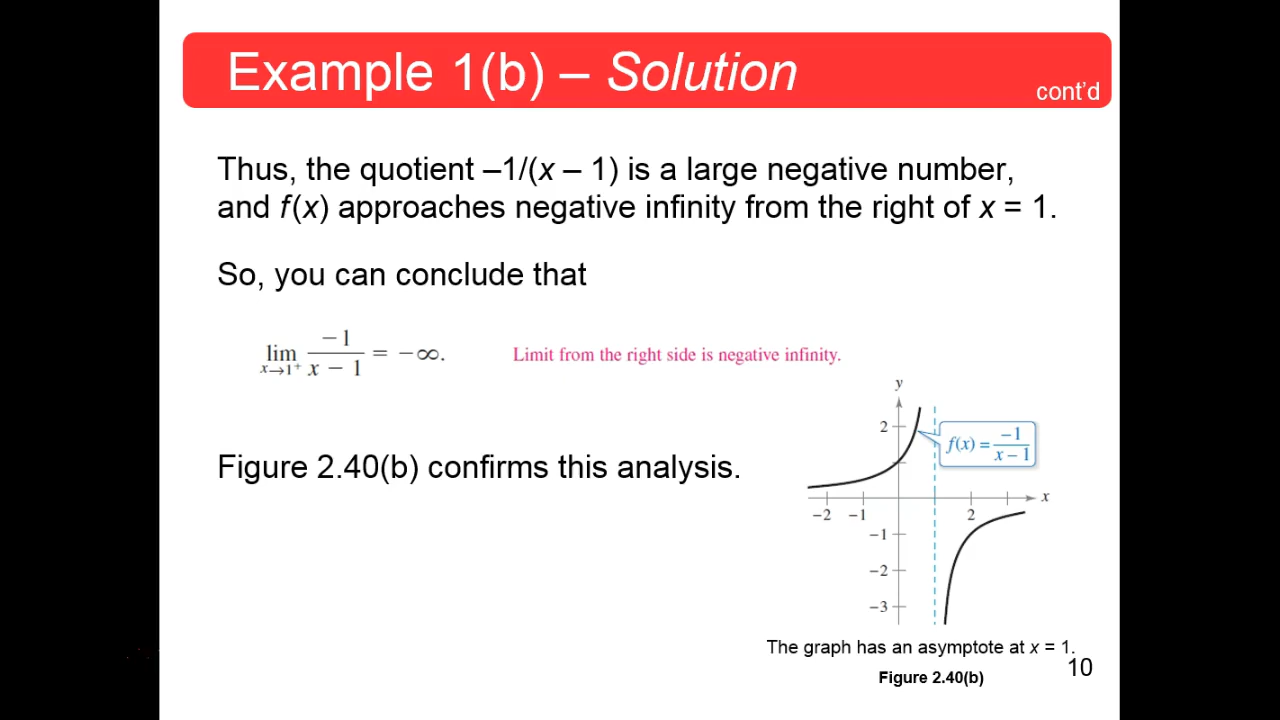 Example 1(b) – Solution
cont'd
Thus, the quotient –1/(x – 1) is a large negative number,
and f(x) approaches negative infinity from the right of x = 1.
So, you can conclude that
lim x→1⁺ −1/(x − 1) = −∞.
Limit from the right side is negative infinity.
Figure 2.40(b) confirms this analysis.
y
2
f(x) = −1/(x − 1)
x
−2 −1 2
−1
−2
−3
The graph has an asymptote at x = 1.
Figure 2.40(b)
10